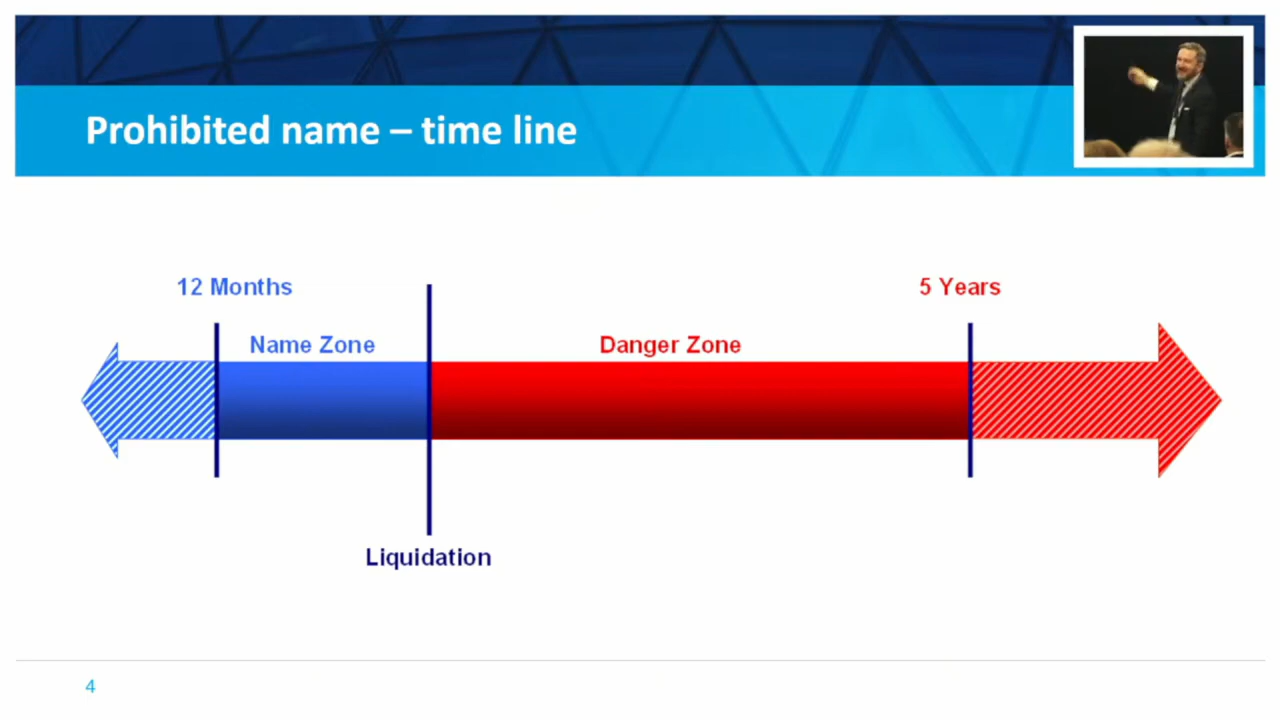 Prohibited name – time line
12 Months
5 Years
Name Zone
Danger Zone
Liquidation
4